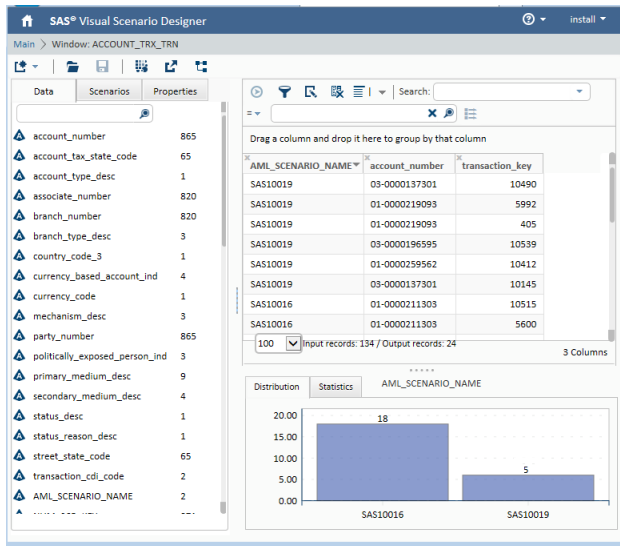 SAS® Visual Scenario Designer
install
Main > Window: ACCOUNT_TRX_TRN
Data Scenarios Properties
account_number 865
account_tax_state_code 65
account_type_desc 1
associate_number 820
branch_number 820
branch_type_desc 3
country_code_3 1
currency_based_account_ind 4
currency_code 1
mechanism_desc 3
party_number 865
politically_exposed_person_ind 3
primary_medium_desc 9
secondary_medium_desc 4
status_desc 1
status_reason_desc 1
street_state_code 65
transaction_cdi_code 2
AML_SCENARIO_NAME 2
Search:
Drag a column and drop it here to group by that column
AML_SCENARIO_NAME account_number transaction_key
SAS10019 03-0000137301 10490
SAS10019 01-0000219093 5992
SAS10019 01-0000219093 405
SAS10019 03-0000196595 10539
SAS10019 01-0000259562 10412
SAS10019 03-0000137301 10145
SAS10016 01-0000211303 10515
SAS10016 01-0000211303 5600
100 Input records: 134 / Output records: 24
3 Columns
Distribution Statistics AML_SCENARIO_NAME
20.00
18
15.00
10.00
5.00
5
0.00
SAS10016 SAS10019